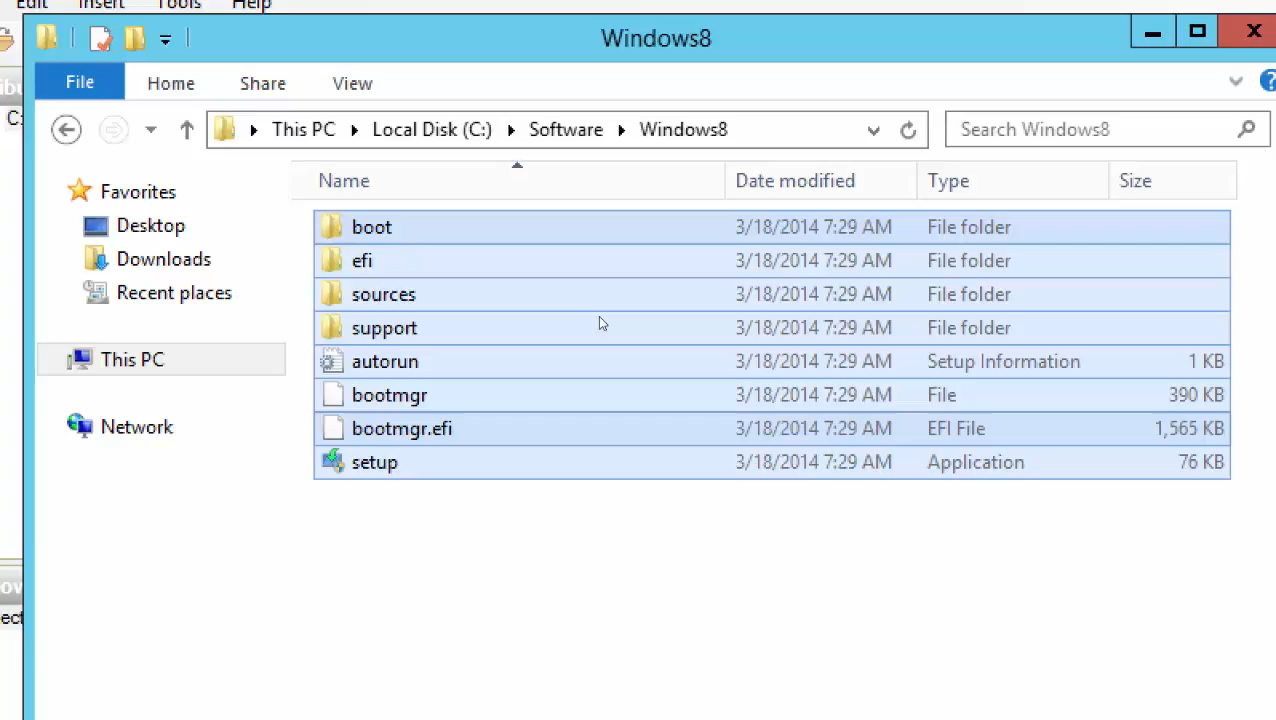 Edit Insert Tools Help
Windows8
File Home Share View
This PC Local Disk (C:) Software Windows8 Search Windows8
Name Date modified Type Size
Favorites
Desktop
Downloads
Recent places
This PC
Network
boot 3/18/2014 7:29 AM File folder
efi 3/18/2014 7:29 AM File folder
sources 3/18/2014 7:29 AM File folder
support 3/18/2014 7:29 AM File folder
autorun 3/18/2014 7:29 AM Setup Information 1 KB
bootmgr 3/18/2014 7:29 AM File 390 KB
bootmgr.efi 3/18/2014 7:29 AM EFI File 1,565 KB
setup 3/18/2014 7:29 AM Application 76 KB